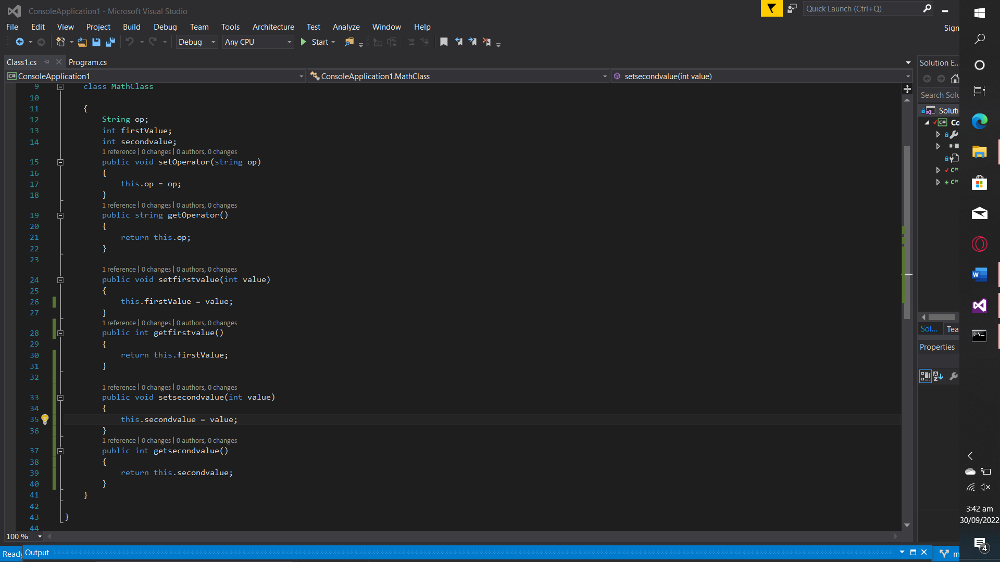 ConsoleApplication1 - Microsoft Visual Studio
Quick Launch (Ctrl+Q)
File Edit View Project Build Debug Team Tools Architecture Test Analyze Window Help
Sign
Debug Any CPU Start
Class1.cs Program.cs
Solution E...
ConsoleApplication1 ConsoleApplication1.MathClass setsecondvalue(int value)
Search Solu
Soluti
Co
9 class MathClass
10
11 {
12 String op;
13 int firstValue;
14 int secondvalue;
1 reference | 0 changes | 0 authors, 0 changes
15 public void setOperator(string op)
16 {
17 this.op = op;
18 }
1 reference | 0 changes | 0 authors, 0 changes
19 public string getOperator()
20 {
21 return this.op;
22 }
23
1 reference | 0 changes | 0 authors, 0 changes
24 public void setfirstvalue(int value)
25 {
26 this.firstValue = value;
27 }
1 reference | 0 changes | 0 authors, 0 changes
28 public int getfirstvalue()
29 {
30 return this.firstValue;
31 }
32
1 reference | 0 changes | 0 authors, 0 changes
33 public void setsecondvalue(int value)
34 {
35 this.secondvalue = value;
36 }
1 reference | 0 changes | 0 authors, 0 changes
37 public int getsecondvalue()
38 {
39 return this.secondvalue;
40 }
41 }
42
43 }
44
100 %
Sol... Tea
Properties
Ready Output
m
3:42 am
30/09/2022
4